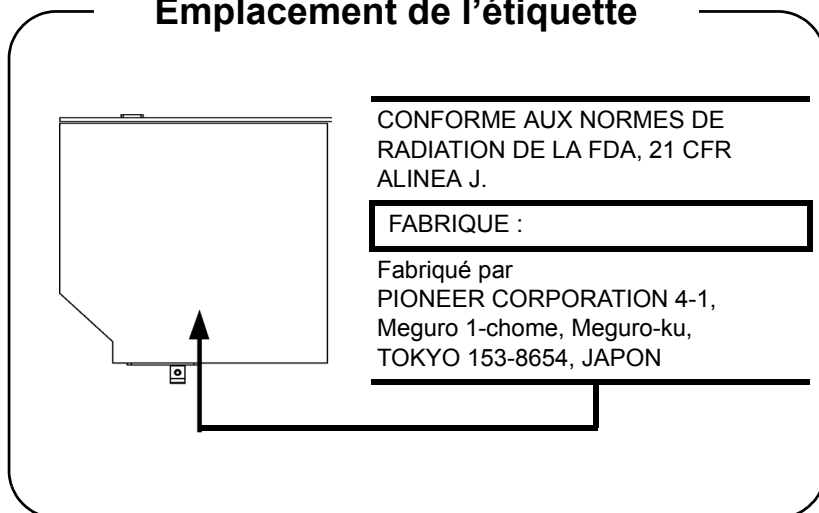 Emplacement de l’étiquette
CONFORME AUX NORMES DE
RADIATION DE LA FDA, 21 CFR
ALINEA J.
FABRIQUE :
Fabriqué par
PIONEER CORPORATION 4-1,
Meguro 1-chome, Meguro-ku,
TOKYO 153-8654, JAPON